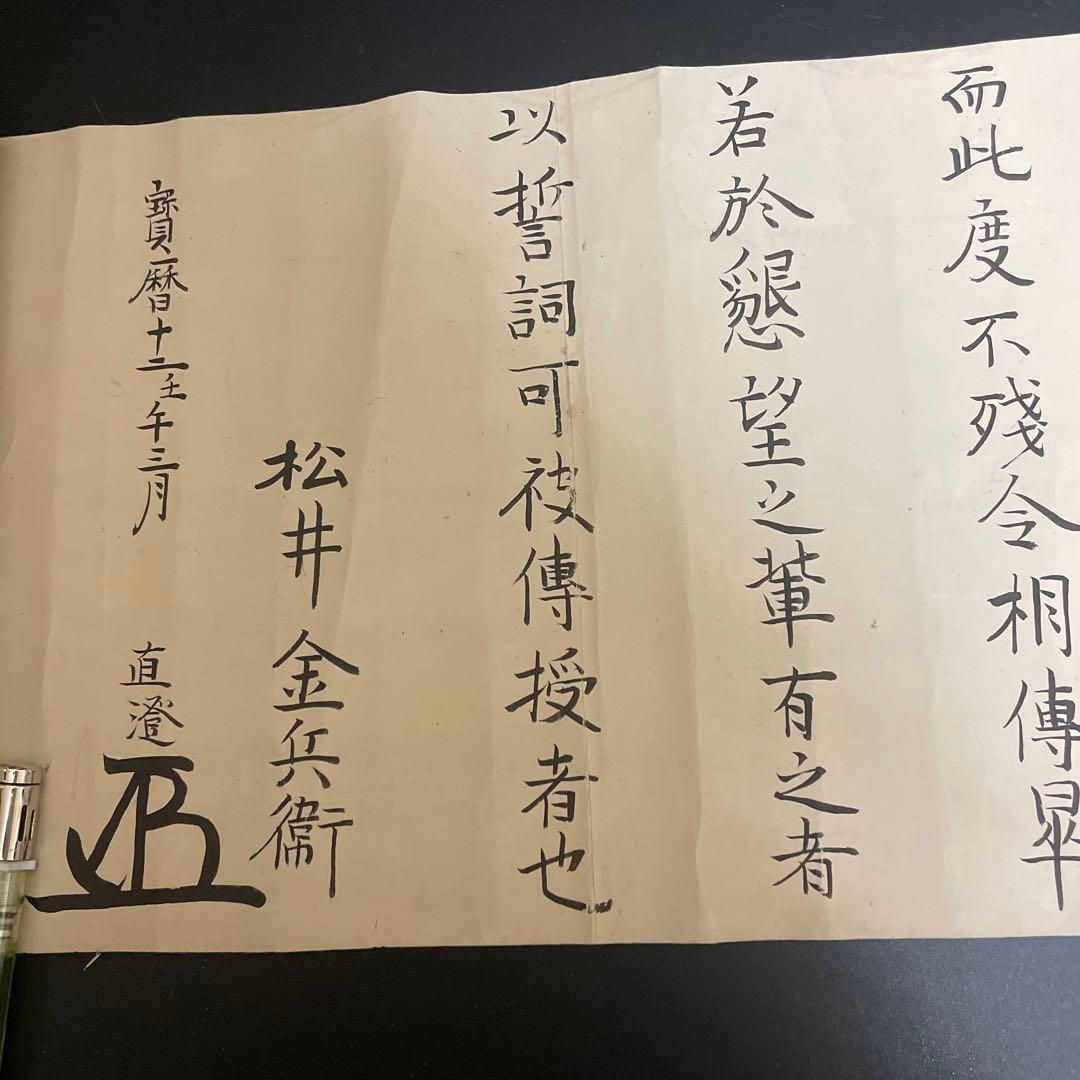 而此度不残令相傳畢
若於懇望之輩有之者
以誓詞可被傳授者也
松井金兵衛
寶暦十二壬午三月
直澄